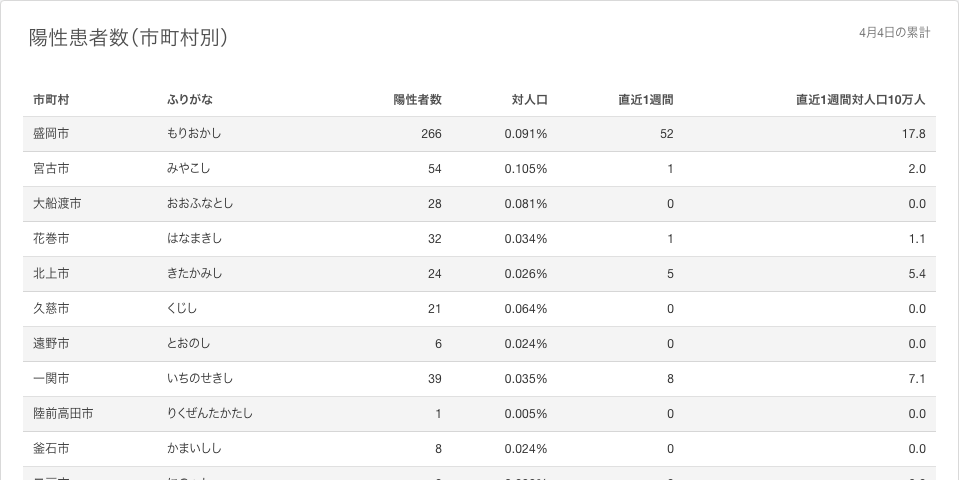 陽性患者数（市町村別）
4月4日の累計
市町村 ふりがな 陽性者数 対人口 直近1週間 直近1週間対人口10万人
盛岡市 もりおかし 266 0.091% 52 17.8
宮古市 みやこし 54 0.105% 1 2.0
大船渡市 おおふなとし 28 0.081% 0 0.0
花巻市 はなまきし 32 0.034% 1 1.1
北上市 きたかみし 24 0.026% 5 5.4
久慈市 くじし 21 0.064% 0 0.0
遠野市 とおのし 6 0.024% 0 0.0
一関市 いちのせきし 39 0.035% 8 7.1
陸前高田市 りくぜんたかたし 1 0.005% 0 0.0
釜石市 かまいしし 8 0.024% 0 0.0